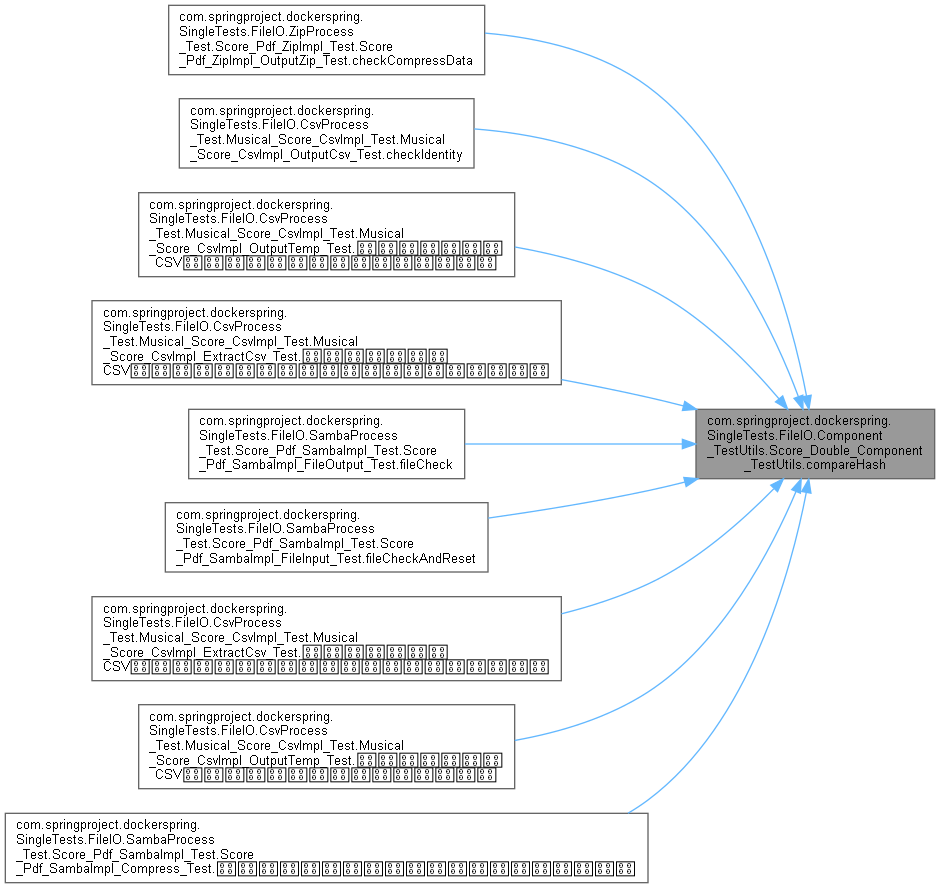 com.springproject.dockerspring.
SingleTests.FileIO.ZipProcess
_Test.Score_Pdf_ZipImpl_Test.Score
_Pdf_ZipImpl_OutputZip_Test.checkCompressData
com.springproject.dockerspring.
SingleTests.FileIO.CsvProcess
_Test.Musical_Score_CsvImpl_Test.Musical
_Score_CsvImpl_OutputCsv_Test.checkIdentity
com.springproject.dockerspring.
SingleTests.FileIO.CsvProcess
_Test.Musical_Score_CsvImpl_Test.Musical
_Score_CsvImpl_OutputTemp_Test.
CSV
com.springproject.dockerspring.
SingleTests.FileIO.CsvProcess
_Test.Musical_Score_CsvImpl_Test.Musical
_Score_CsvImpl_ExtractCsv_Test.
CSV
com.springproject.dockerspring.
SingleTests.FileIO.Component
_TestUtils.Score_Double_Component
_TestUtils.compareHash
com.springproject.dockerspring.
SingleTests.FileIO.SambaProcess
_Test.Score_Pdf_SambaImpl_Test.Score
_Pdf_SambaImpl_FileOutput_Test.fileCheck
com.springproject.dockerspring.
SingleTests.FileIO.SambaProcess
_Test.Score_Pdf_SambaImpl_Test.Score
_Pdf_SambaImpl_FileInput_Test.fileCheckAndReset
com.springproject.dockerspring.
SingleTests.FileIO.CsvProcess
_Test.Musical_Score_CsvImpl_Test.Musical
_Score_CsvImpl_ExtractCsv_Test.
CSV
com.springproject.dockerspring.
SingleTests.FileIO.CsvProcess
_Test.Musical_Score_CsvImpl_Test.Musical
_Score_CsvImpl_OutputTemp_Test.
CSV
com.springproject.dockerspring.
SingleTests.FileIO.SambaProcess
_Test.Score_Pdf_SambaImpl_Test.Score
_Pdf_SambaImpl_Compress_Test.